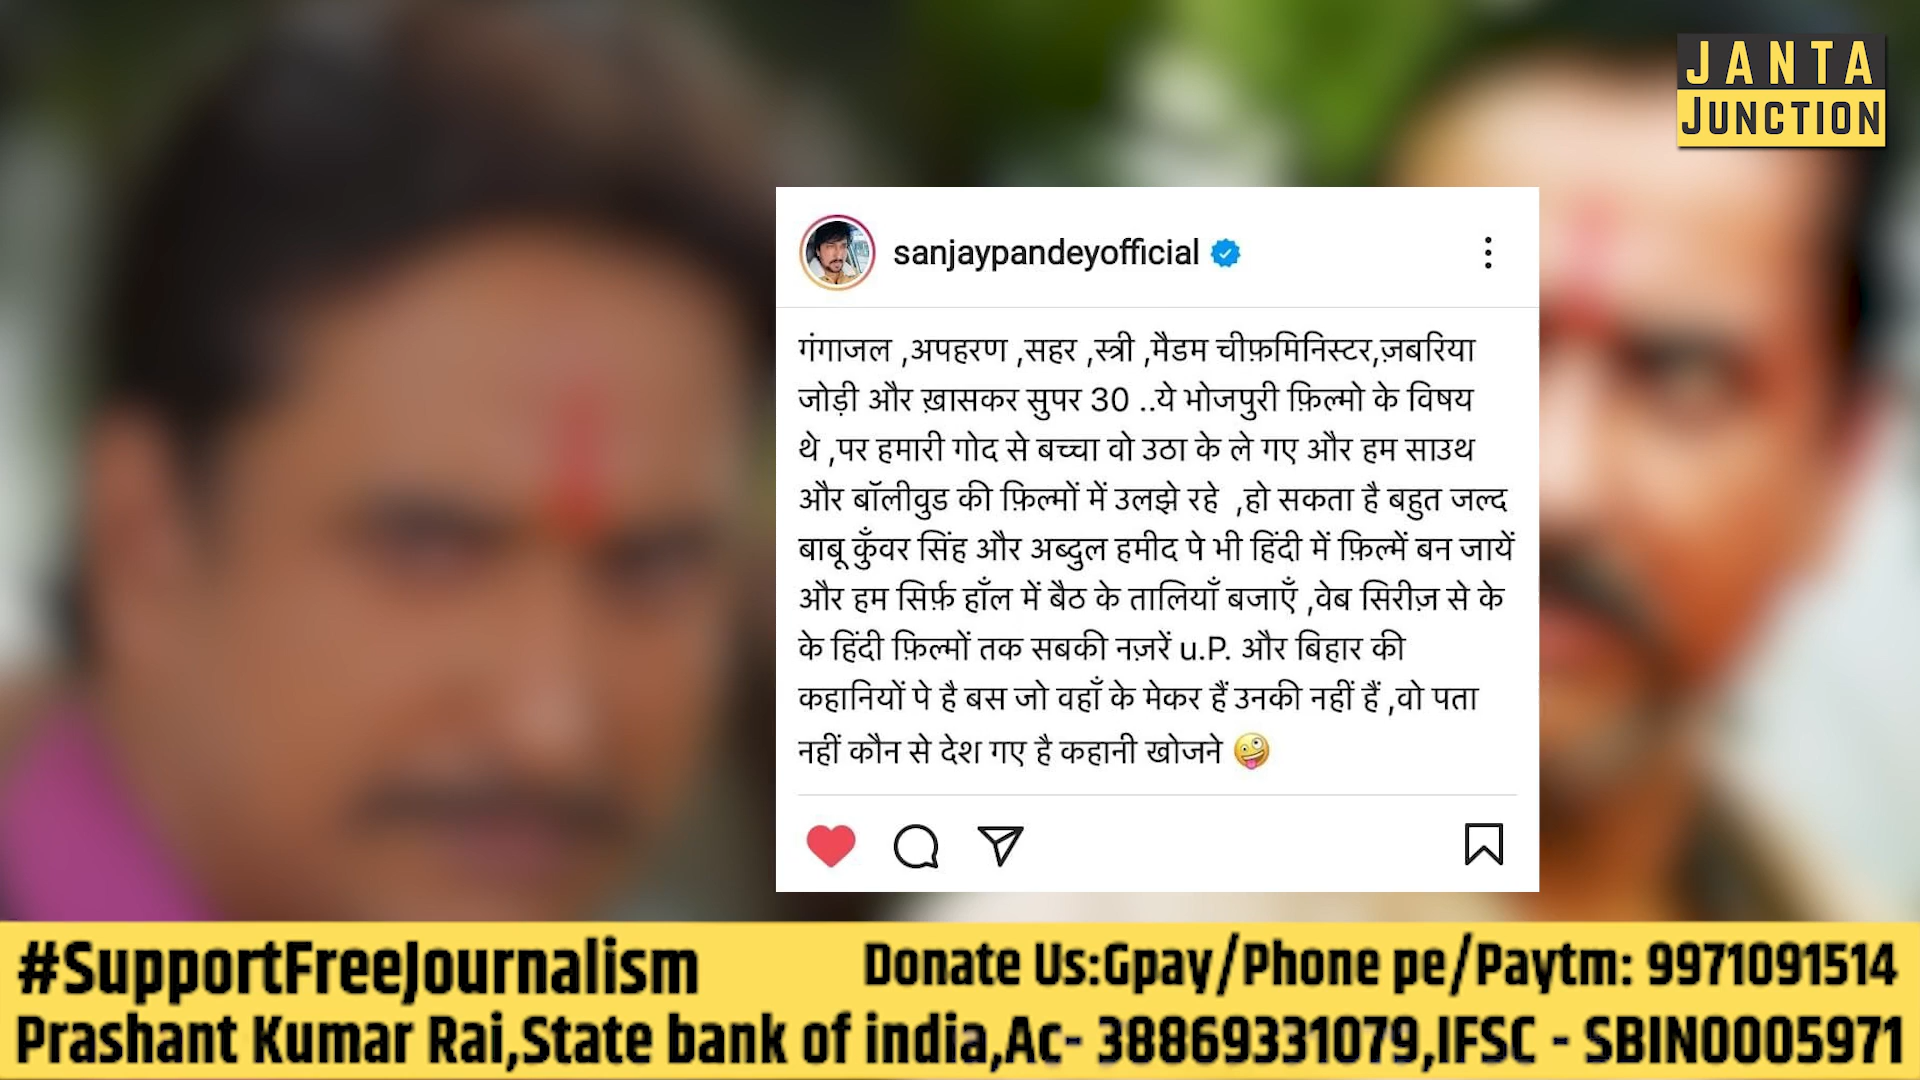 JANTA
JUNCTION
sanjaypandeyofficial
गंगाजल ,अपहरण ,सहर ,स्त्री ,मैडम चीफ़मिनिस्टर,ज़बरिया
जोड़ी और ख़ासकर सुपर 30 ..ये भोजपुरी फ़िल्मो के विषय
थे ,पर हमारी गोद से बच्चा वो उठा के ले गए और हम साउथ
और बॉलीवुड की फ़िल्मों में उलझे रहे ,हो सकता है बहुत जल्द
बाबू कुँवर सिंह और अब्दुल हमीद पे भी हिंदी में फ़िल्में बन जायें
और हम सिर्फ़ हाँल में बैठ के तालियाँ बजाएँ ,वेब सिरीज़ से के
के हिंदी फ़िल्मों तक सबकी नज़रें u.P. और बिहार की
कहानियों पे है बस जो वहाँ के मेकर हैं उनकी नहीं हैं ,वो पता
नहीं कौन से देश गए है कहानी खोजने 🤪
#SupportFreeJournalism
Donate Us:Gpay/Phone pe/Paytm: 9971091514
Prashant Kumar Rai,State bank of india,Ac- 38869331079,IFSC - SBIN0005971